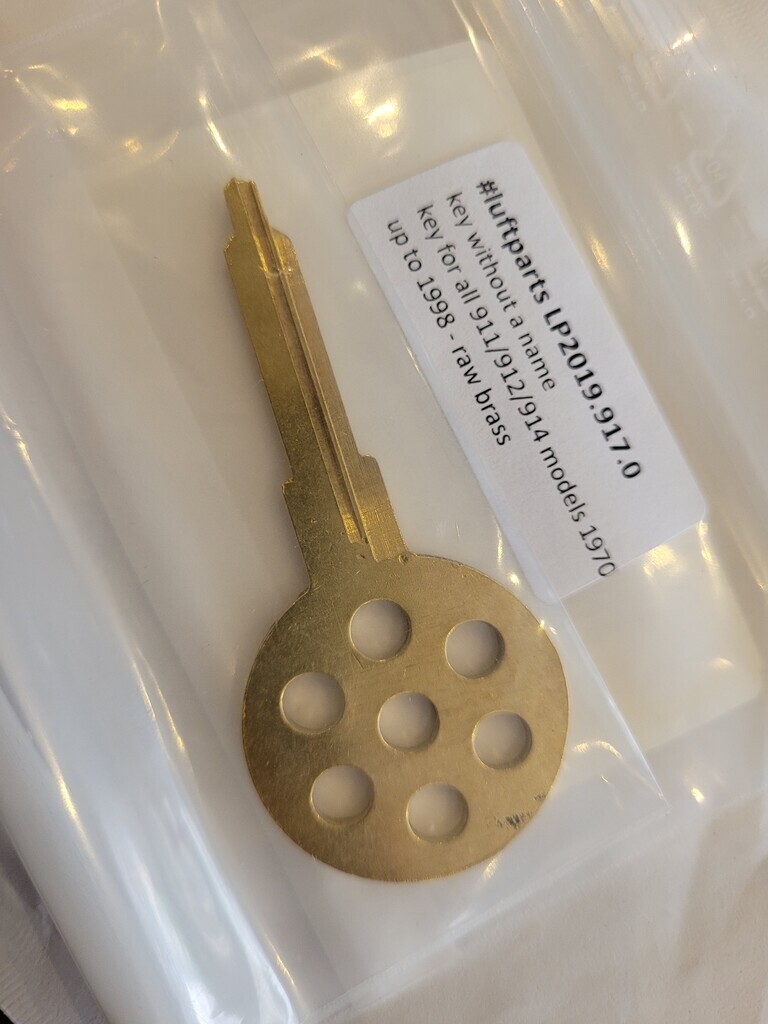 #luftparts LP2019.917.0
key without a name
key for all 911/912/914 models 1970
up to 1998 - raw brass